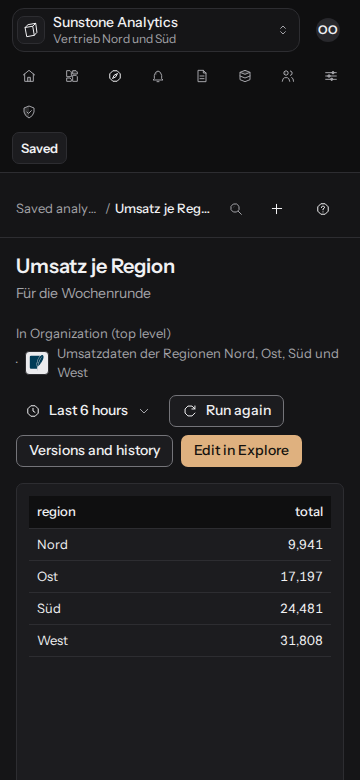 Sunstone Analytics
Vertrieb Nord und Süd
OO
Saved
Saved analy... / Umsatz je Reg...
Umsatz je Region
Für die Wochenrunde
In Organization (top level)
· Umsatzdaten der Regionen Nord, Ost, Süd und
West
Last 6 hours Run again
Versions and history Edit in Explore
region total
Nord 9,941
Ost 17,197
Süd 24,481
West 31,808